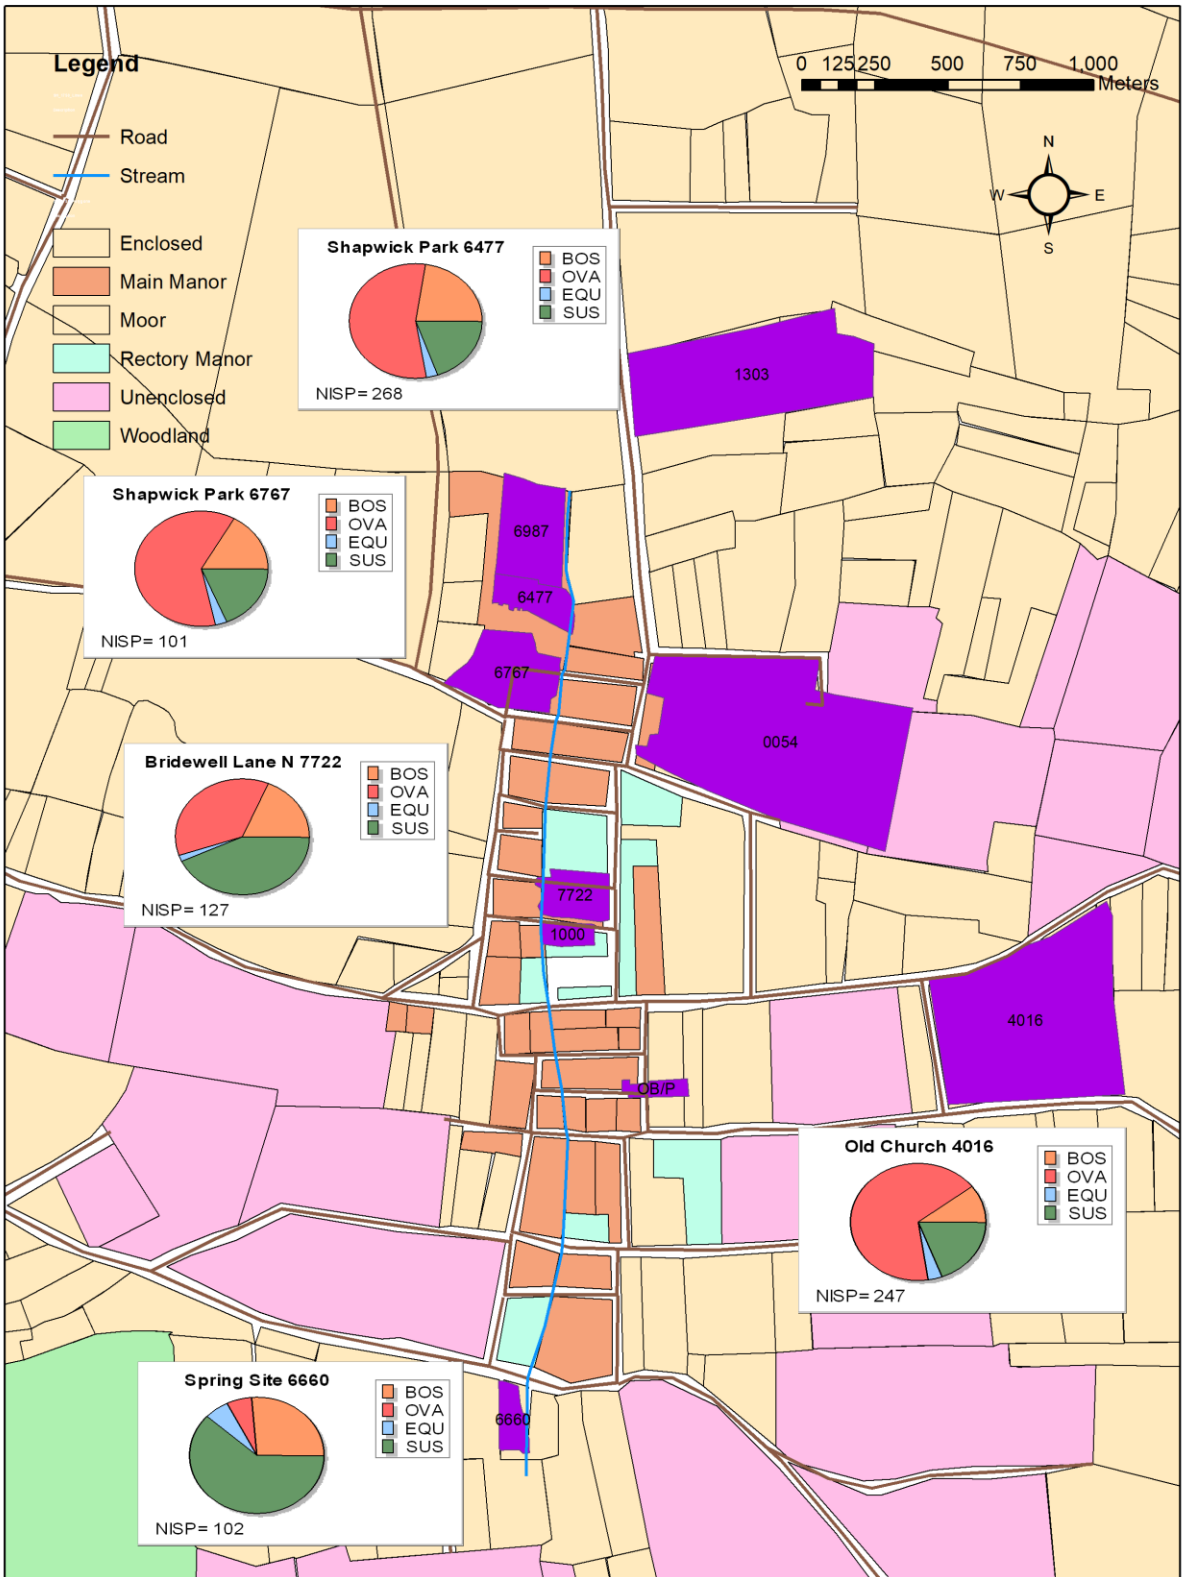 Legend
Road
Stream
Enclosed
Main Manor
Moor
Rectory Manor
Unenclosed
Woodland
0 125 250 500 750 1,000
Meters
N
W E
S
Shapwick Park 6477
BOS
OVA
EQU
SUS
NISP= 268
1303
Shapwick Park 6767
BOS
OVA
EQU
SUS
NISP= 101
6987
6477
6767
0054
Bridewell Lane N 7722
BOS
OVA
EQU
SUS
NISP= 127
7722
1000
4016
OB/P
Old Church 4016
BOS
OVA
EQU
SUS
NISP= 247
Spring Site 6660
BOS
OVA
EQU
SUS
NISP= 102
6660